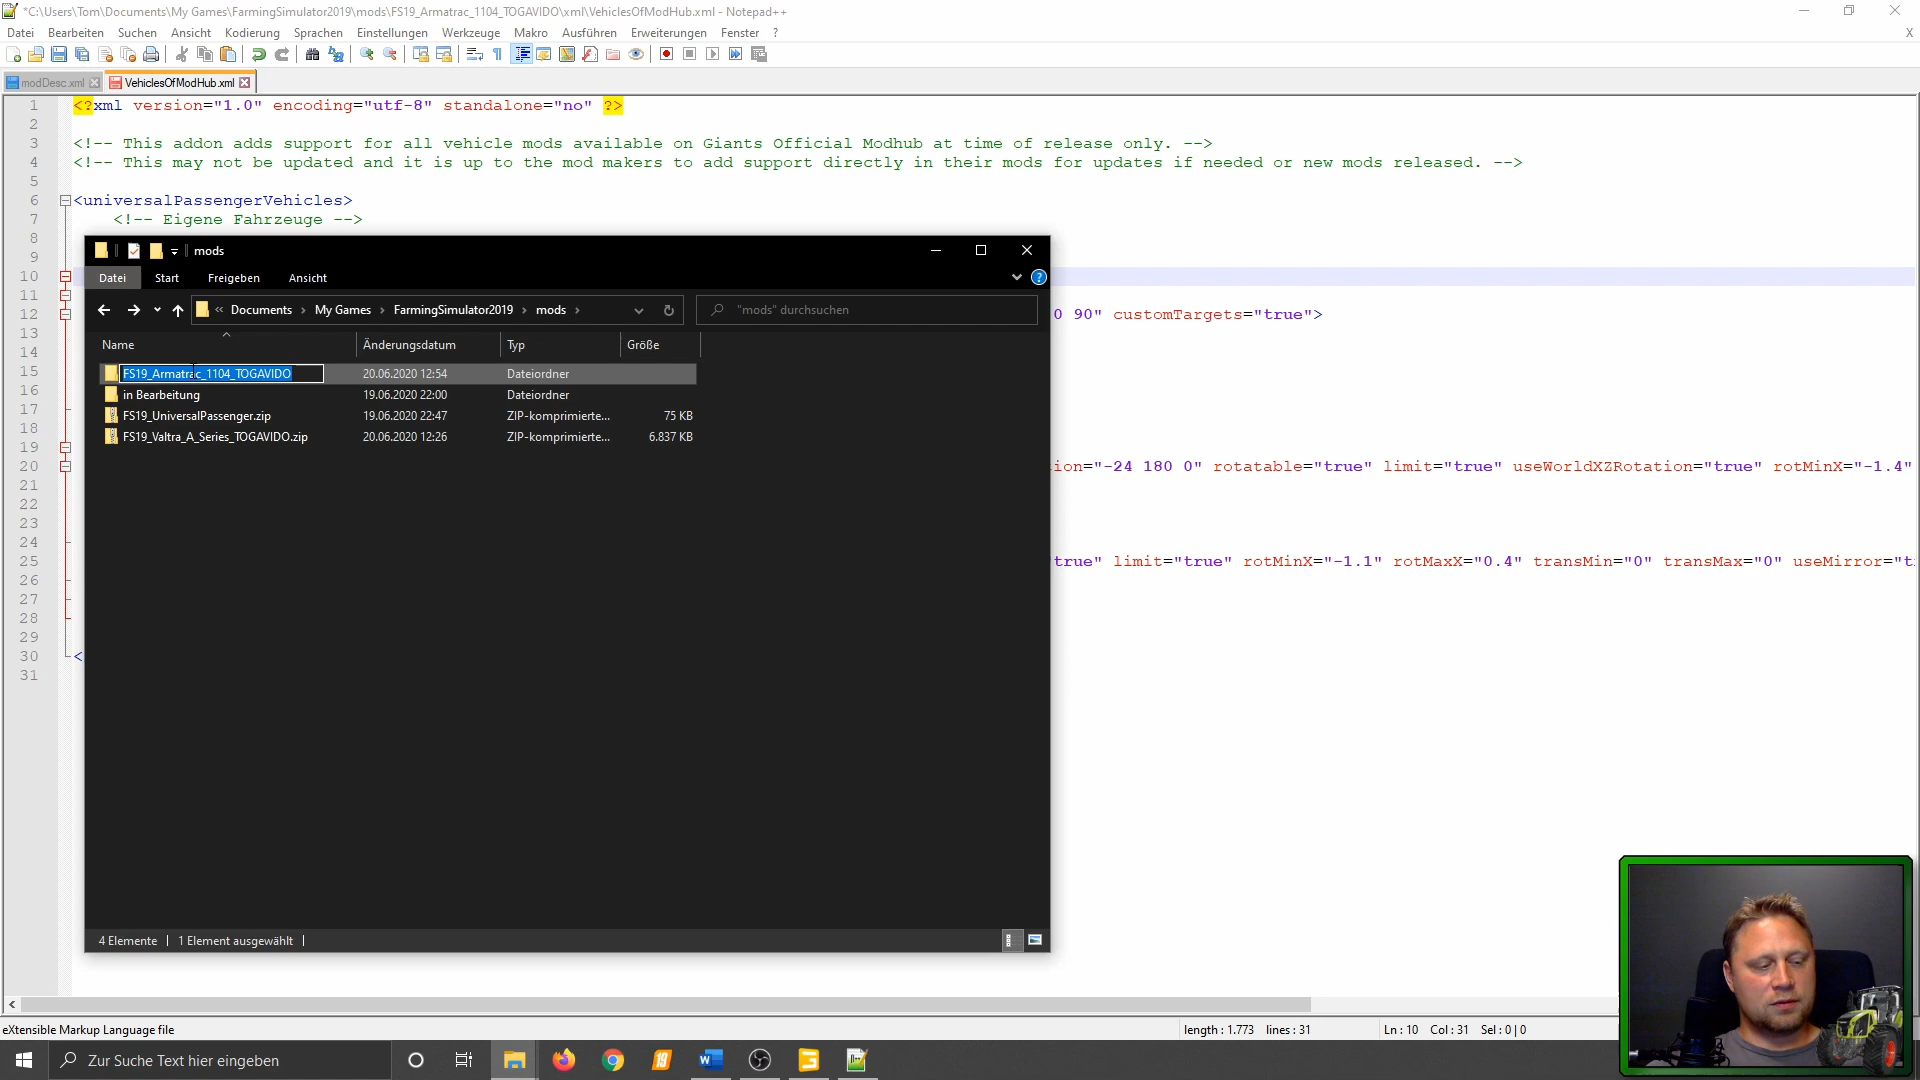 *C:\Users\Tom\Documents\My Games\FarmingSimulator2019\mods\FS19_Armatrac_1104_TOGAVIDO\xml\VehiclesOfModHub.xml - Notepad++
Datei Bearbeiten Suchen Ansicht Kodierung Sprachen Einstellungen Werkzeuge Makro Ausführen Erweiterungen Fenster ? X
modDesc.xml VehiclesOfModHub.xml
1 <?xml version="1.0" encoding="utf-8" standalone="no" ?>
2
3 <!-- This addon adds support for all vehicle mods available on Giants Official Modhub at time of release only. -->
4 <!-- This may not be updated and it is up to the mod makers to add support directly in their mods for updates if needed or new mods released. -->
5
6 <universalPassengerVehicles>
7 <!-- Eigene Fahrzeuge -->
8
9
10
11
12 0 90" customTargets="true">
13
14
15
16
17
18
19
20 ion="-24 180 0" rotatable="true" limit="true" useWorldXZRotation="true" rotMinX="-1.4"
21
22
23
24
25 true" limit="true" rotMinX="-1.1" rotMaxX="0.4" transMin="0" transMax="0" useMirror="t
26
27
28
29
30 <
31
mods
Datei Start Freigeben Ansicht
« Documents > My Games > FarmingSimulator2019 > mods >
"mods" durchsuchen
Name Änderungsdatum Typ Größe
FS19_Armatrac_1104_TOGAVIDO 20.06.2020 12:54 Dateiordner
in Bearbeitung 19.06.2020 22:00 Dateiordner
FS19_UniversalPassenger.zip 19.06.2020 22:47 ZIP-komprimierte... 75 KB
FS19_Valtra_A_Series_TOGAVIDO.zip 20.06.2020 12:26 ZIP-komprimierte... 6.837 KB
4 Elemente 1 Element ausgewählt
eXtensible Markup Language file length : 1.773 lines : 31 Ln : 10 Col : 31 Sel : 0 | 0
Zur Suche Text hier eingeben
19